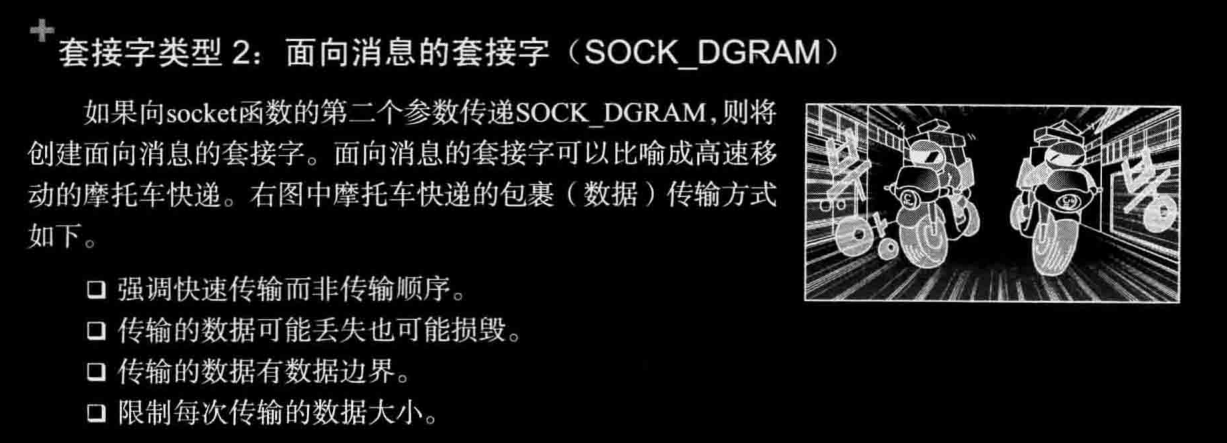 套接字类型 2：面向消息的套接字（SOCK_DGRAM）
如果向socket函数的第二个参数传递SOCK_DGRAM，则将
创建面向消息的套接字。面向消息的套接字可以比喻成高速移
动的摩托车快递。右图中摩托车快递的包裹（数据）传输方式
如下。
❑ 强调快速传输而非传输顺序。
❑ 传输的数据可能丢失也可能损毁。
❑ 传输的数据有数据边界。
❑ 限制每次传输的数据大小。